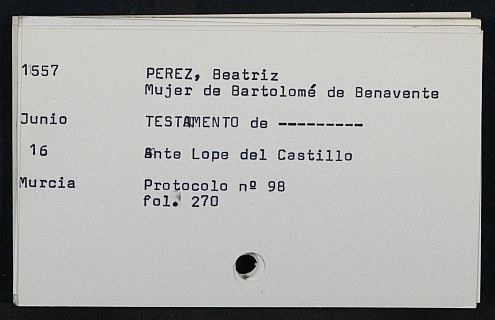 1557 PEREZ, Beatriz
Mujer de Bartolomé de Benavente
Junio TESTAMENTO de ---------
16 Ante Lope del Castillo
Murcia Protocolo nº 98
fol. 270